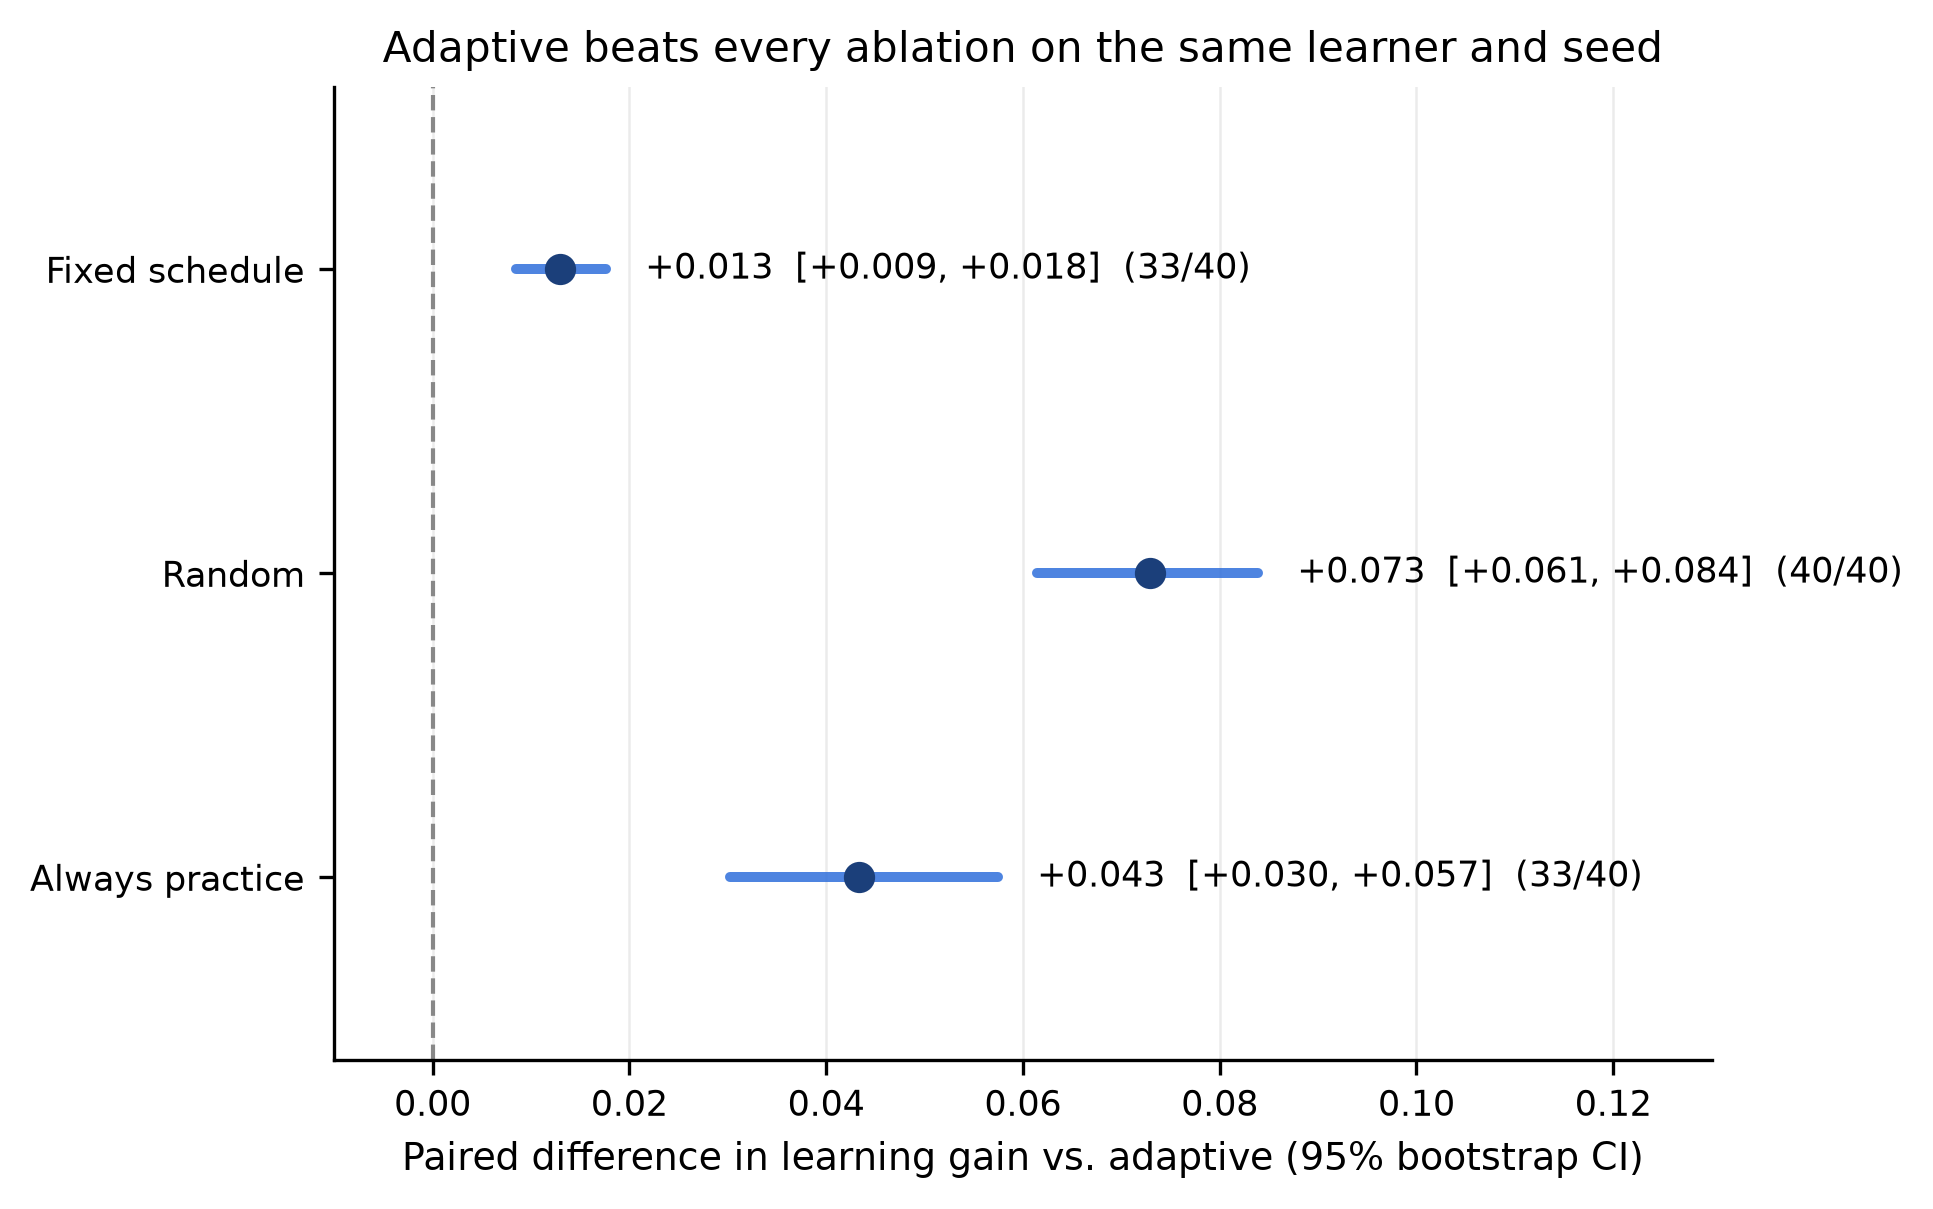 Adaptive beats every ablation on the same learner and seed
Fixed schedule
+0.013  [+0.009, +0.018]  (33/40)
Random
+0.073  [+0.061, +0.084]  (40/40)
Always practice
+0.043  [+0.030, +0.057]  (33/40)
0.00 0.02 0.04 0.06 0.08 0.10 0.12
Paired difference in learning gain vs. adaptive (95% bootstrap CI)